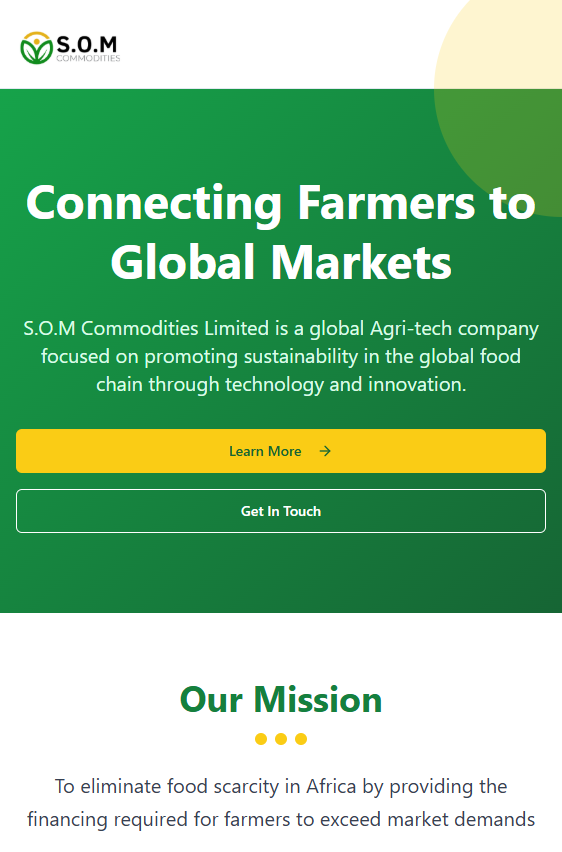 S.O.M
COMMODITIES
Connecting Farmers to
Global Markets
S.O.M Commodities Limited is a global Agri-tech company
focused on promoting sustainability in the global food
chain through technology and innovation.
Learn More
Get In Touch
Our Mission
To eliminate food scarcity in Africa by providing the
financing required for farmers to exceed market demands